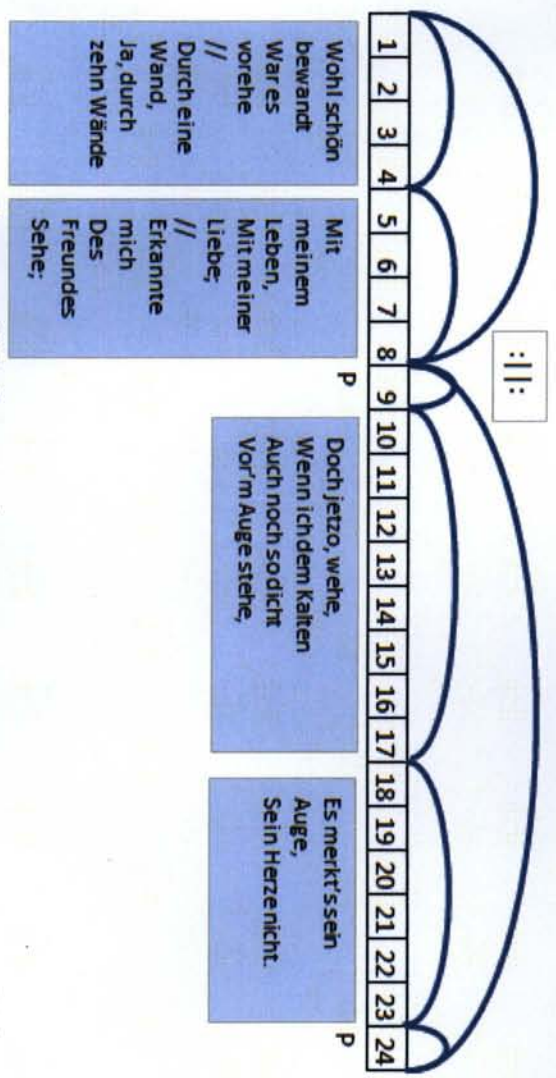 :||:
1 2 3 4 5 6 7 8 9 10 11 12 13 14 15 16 17 18 19 20 21 22 23 24
P
P
Wohl schön
bewandt
War es
vorehe
//
Durch eine
Wand,
Ja, durch
zehn Wände
Mit
meinem
Leben,
Mit meiner
Liebe;
//
Erkannte
mich
Des
Freundes
Sehe;
Doch jetzo, wehe,
Wenn ich dem Kalten
Auch noch so dicht
Vor'm Auge stehe,
Es merkt's sein
Auge,
Sein Herze nicht.